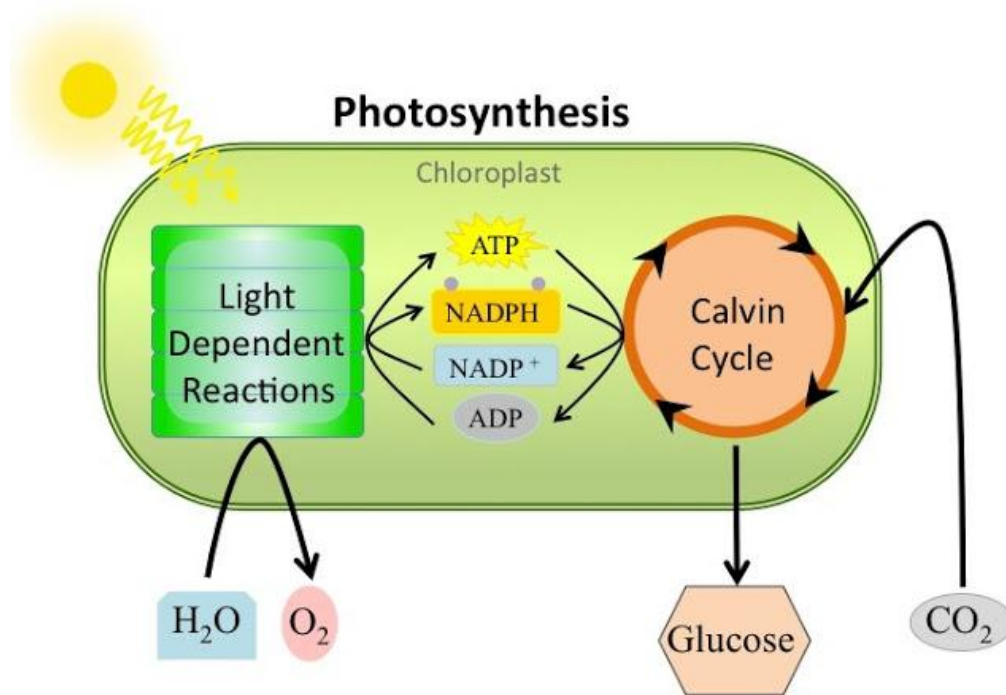 Photosynthesis
Chloroplast
Light
Dependent
Reactions
ATP
NADPH
NADP⁺
ADP
Calvin
Cycle
H₂O
O₂
Glucose
CO₂